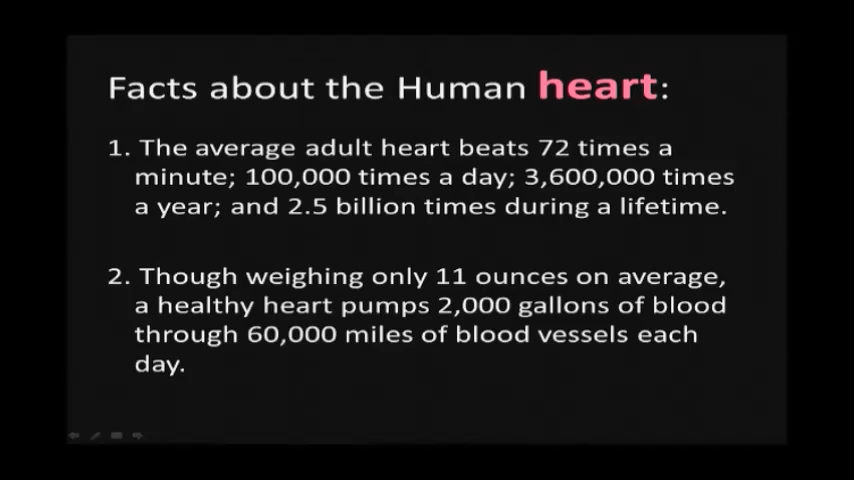 Facts about the Human heart:
1. The average adult heart beats 72 times a
minute; 100,000 times a day; 3,600,000 times
a year; and 2.5 billion times during a lifetime.
2. Though weighing only 11 ounces on average,
a healthy heart pumps 2,000 gallons of blood
through 60,000 miles of blood vessels each
day.